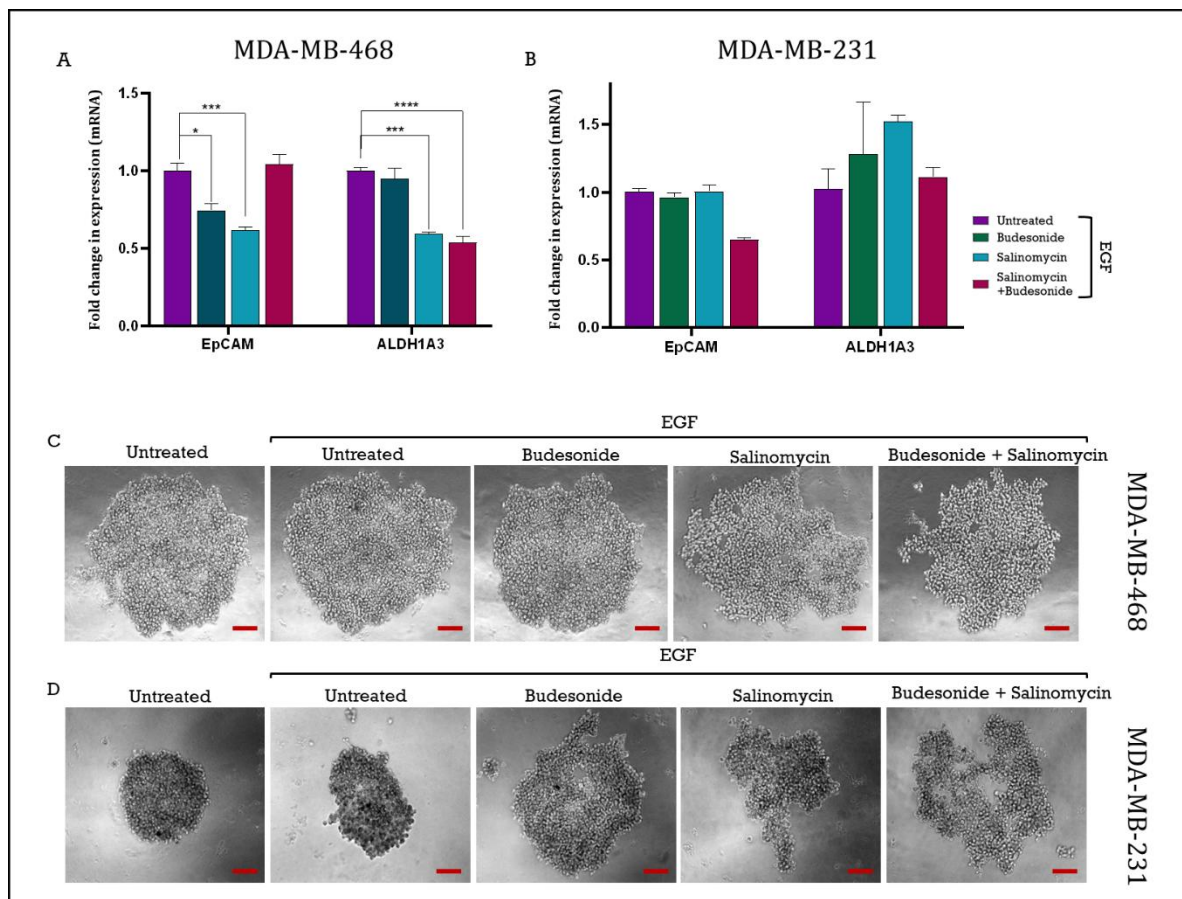 A
MDA-MB-468
Fold change in expression (mRNA)
1.5
1.0
0.5
0.0
***
*
****
***
EpCAM
ALDH1A3
B
MDA-MB-231
Fold change in expression (mRNA)
1.5
1.0
0.5
0.0
EpCAM
ALDH1A3
Untreated
Budesonide
Salinomycin
Salinomycin
+Budesonide
EGF
C
EGF
Untreated
Untreated
Budesonide
Salinomycin
Budesonide + Salinomycin
MDA-MB-468
EGF
D
Untreated
Untreated
Budesonide
Salinomycin
Budesonide + Salinomycin
MDA-MB-231